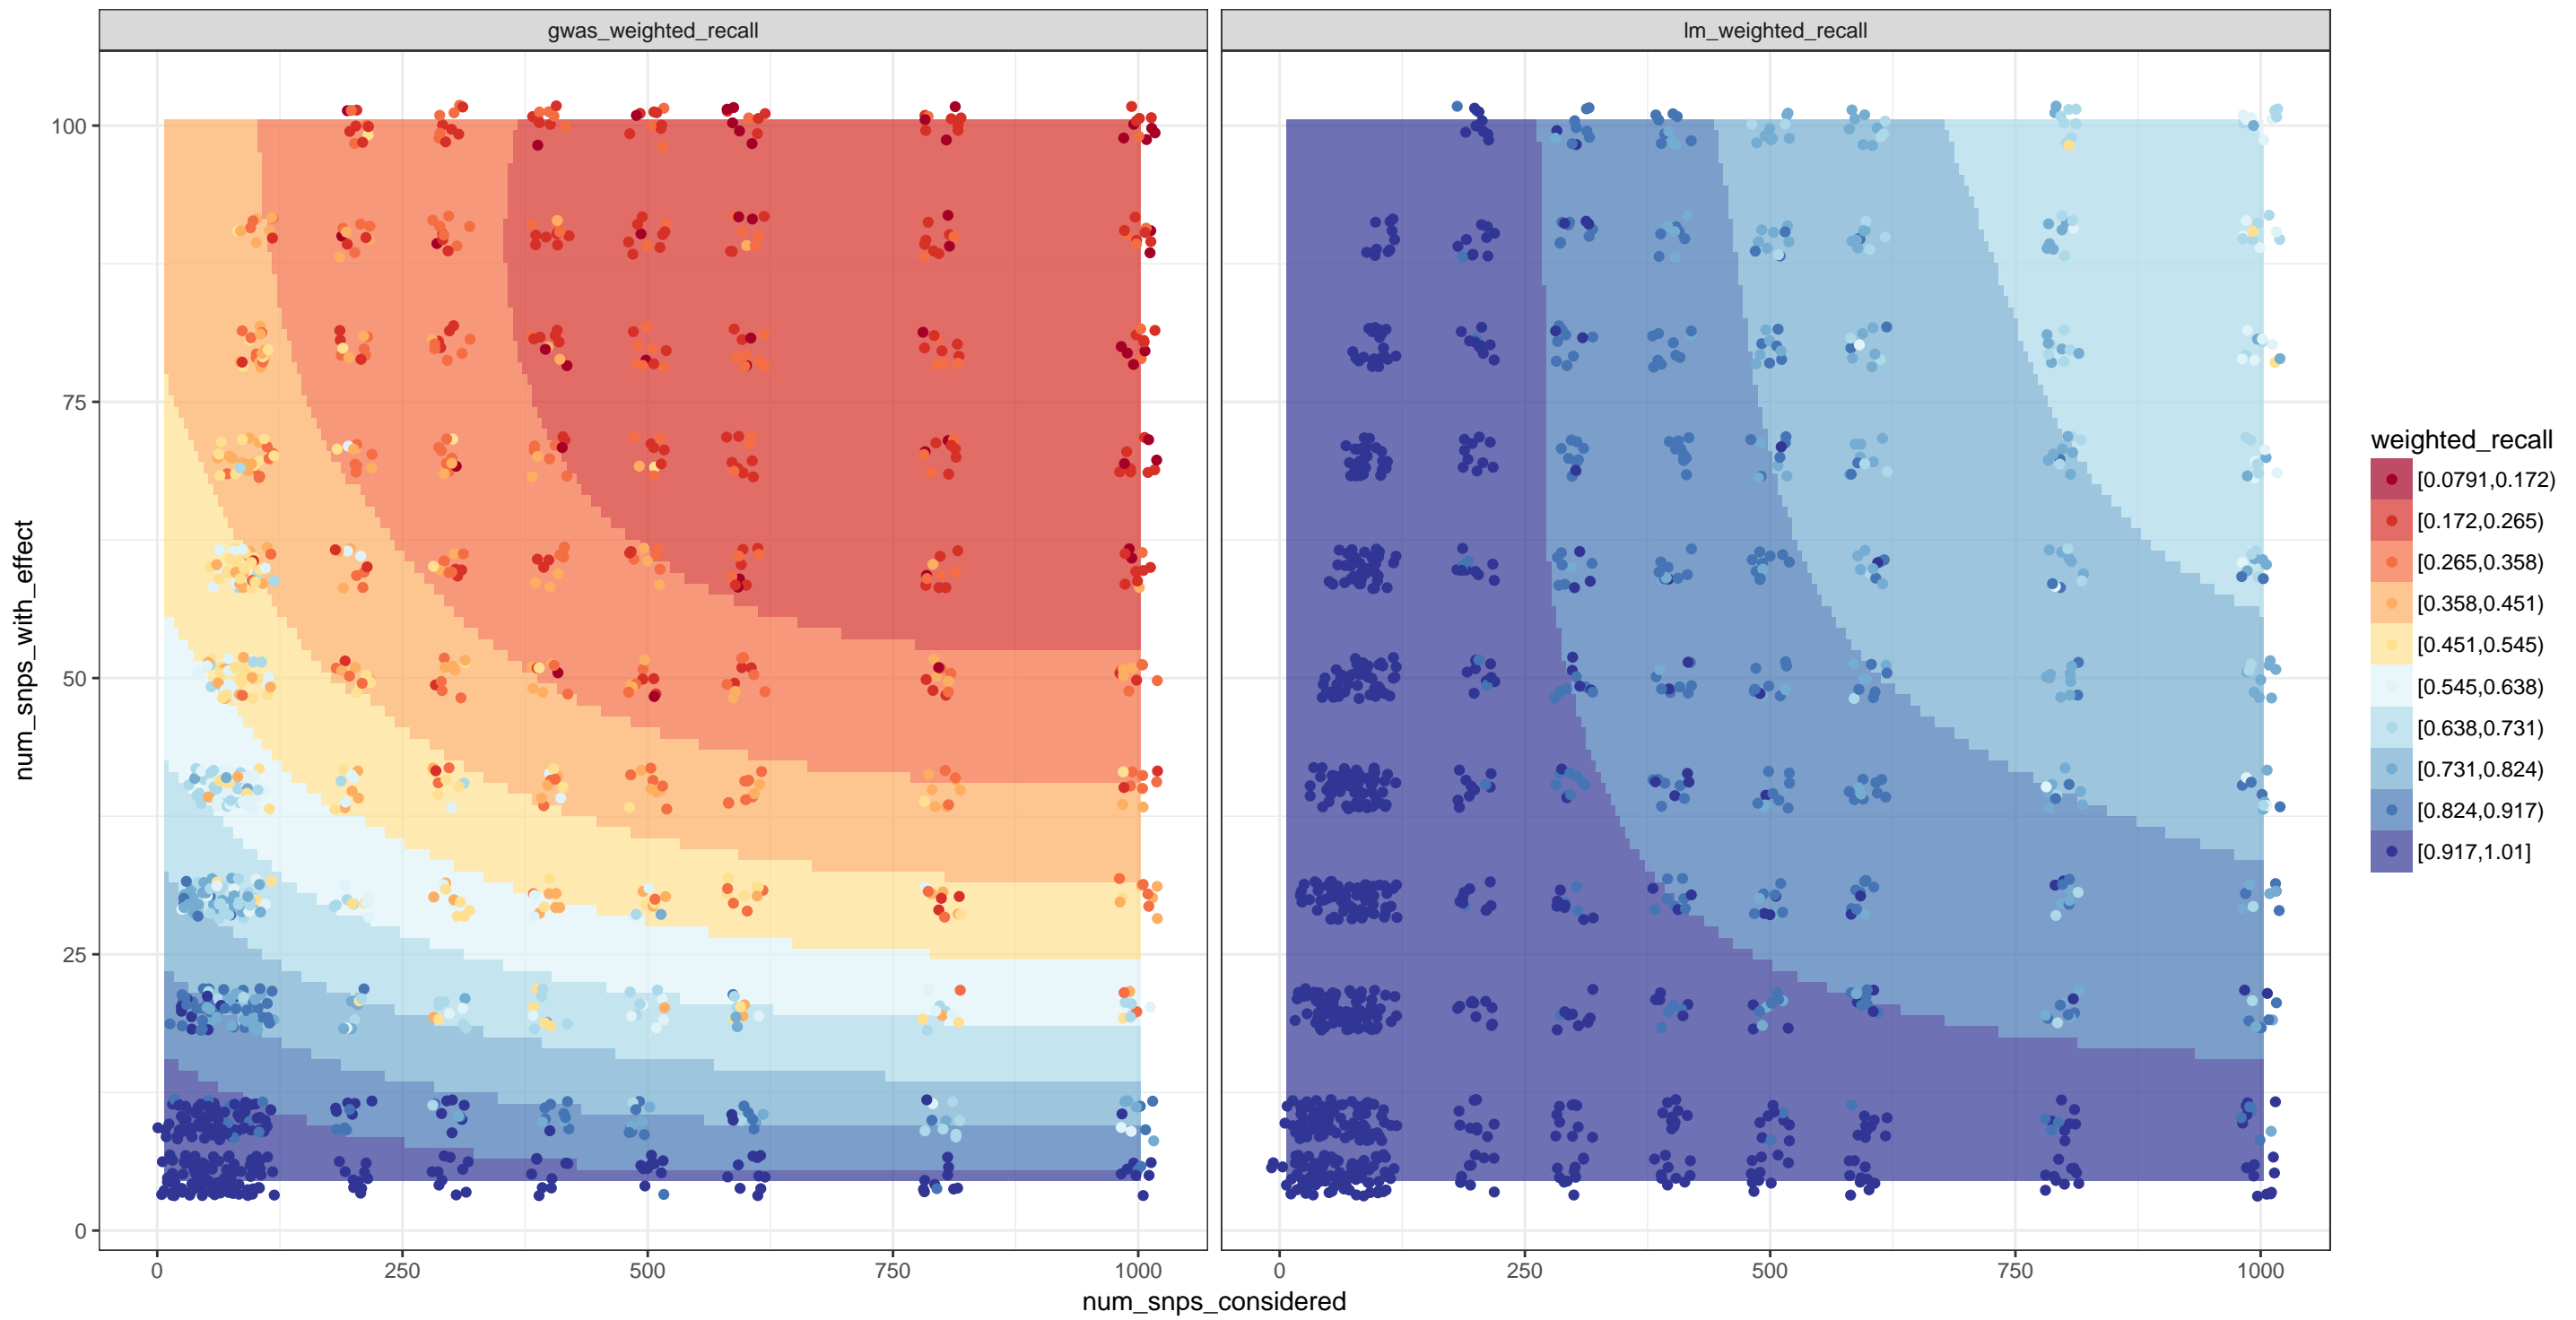 gwas_weighted_recall
lm_weighted_recall
100
75
50
25
0
num_snps_with_effect
0 250 500 750 1000
0 250 500 750 1000
num_snps_considered
weighted_recall
[0.0791,0.172)
[0.172,0.265)
[0.265,0.358)
[0.358,0.451)
[0.451,0.545)
[0.545,0.638)
[0.638,0.731)
[0.731,0.824)
[0.824,0.917)
[0.917,1.01]